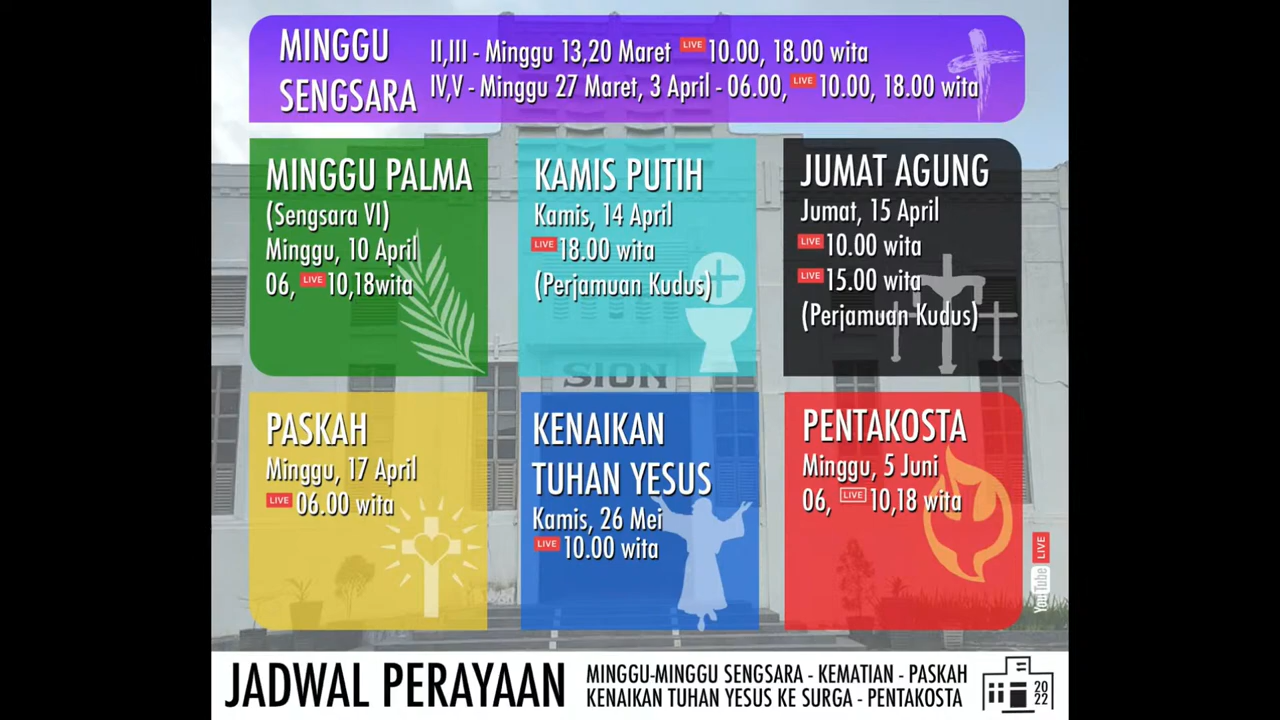 MINGGU
SENGSARA
II,III - Minggu 13,20 Maret LIVE 10.00, 18.00 wita
IV,V - Minggu 27 Maret, 3 April - 06.00, LIVE 10.00, 18.00 wita
MINGGU PALMA
(Sengsara VI)
Minggu, 10 April
06, LIVE 10,18wita
KAMIS PUTIH
Kamis, 14 April
LIVE 18.00 wita
(Perjamuan Kudus)
JUMAT AGUNG
Jumat, 15 April
LIVE 10.00 wita
LIVE 15.00 wita
(Perjamuan Kudus)
SION
PASKAH
Minggu, 17 April
LIVE 06.00 wita
KENAIKAN
TUHAN YESUS
Kamis, 26 Mei
LIVE 10.00 wita
PENTAKOSTA
Minggu, 5 Juni
06, LIVE 10,18 wita
YouTube LIVE
JADWAL PERAYAAN
MINGGU-MINGGU SENGSARA - KEMATIAN - PASKAH
KENAIKAN TUHAN YESUS KE SURGA - PENTAKOSTA
20
22